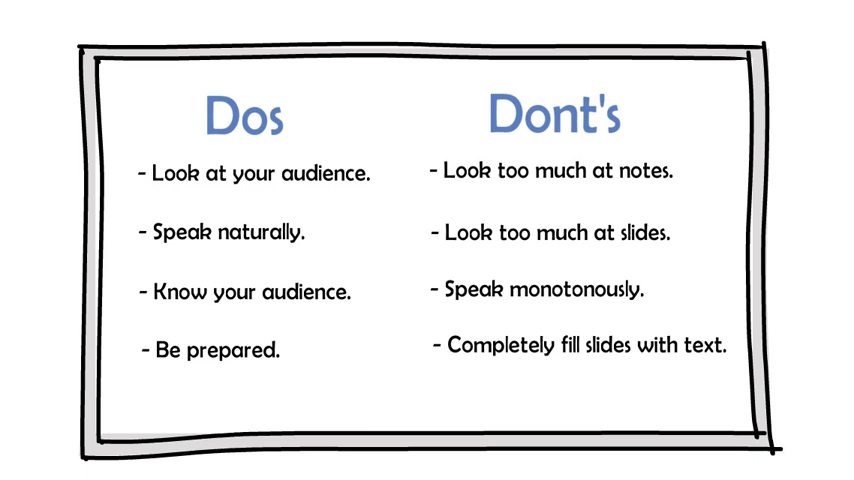 Dos
- Look at your audience.
- Speak naturally.
- Know your audience.
- Be prepared.
Dont's
- Look too much at notes.
- Look too much at slides.
- Speak monotonously.
- Completely fill slides with text.